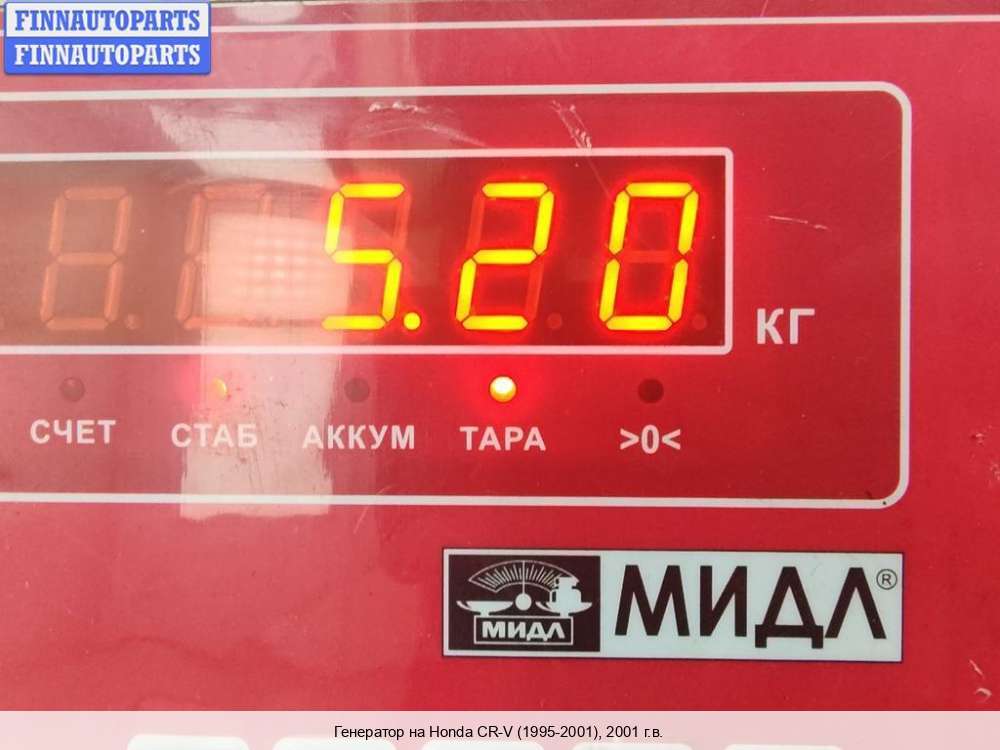 FINNAUTOPARTS
FINNAUTOPARTS
5.20
КГ
СЧЕТ СТАБ АККУМ ТАРА >0<
МИДЛ МИДЛ®
Генератор на Honda CR-V (1995-2001), 2001 г.в.